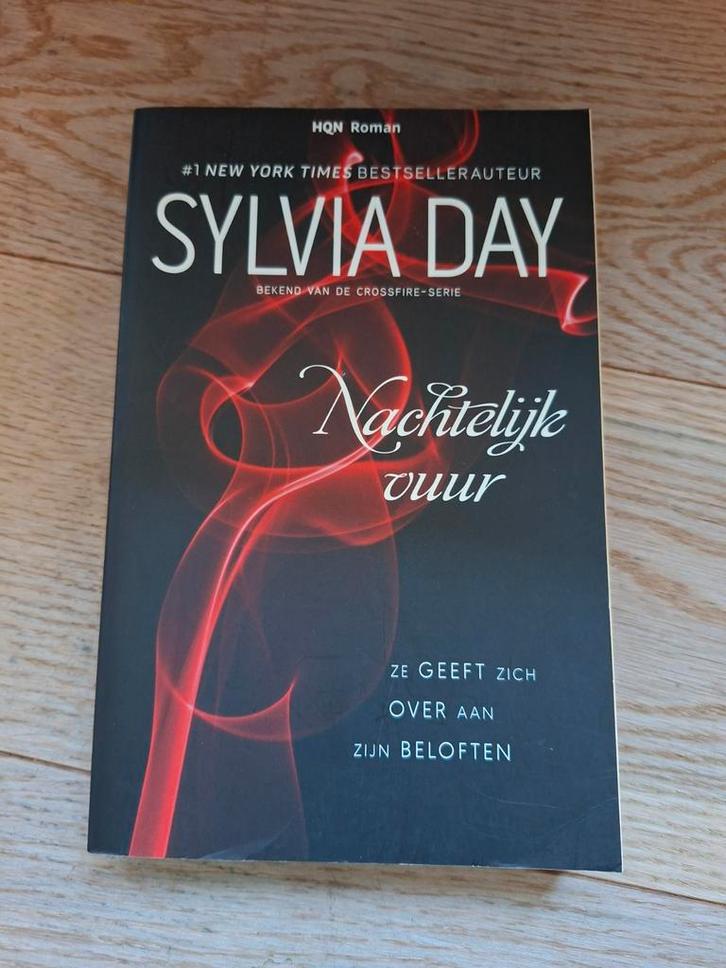 HQN Roman
#1 NEW YORK TIMES BESTSELLERAUTEUR
SYLVIA DAY
BEKEND VAN DE CROSSFIRE-SERIE
Nachtelijk
vuur
ZE GEEFT ZICH
OVER AAN
ZIJN BELOFTEN